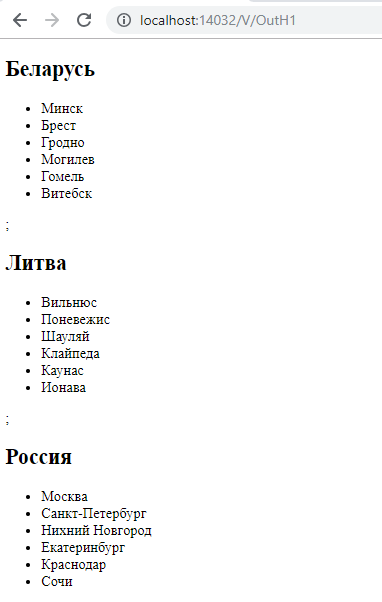 localhost:14032/V/OutH1
Беларусь
Минск
Брест
Гродно
Могилев
Гомель
Витебск
;
Литва
Вильнюс
Поневежис
Шауляй
Клайпеда
Каунас
Ионава
;
Россия
Москва
Санкт-Петербург
Нихний Новгород
Екатеринбург
Краснодар
Сочи